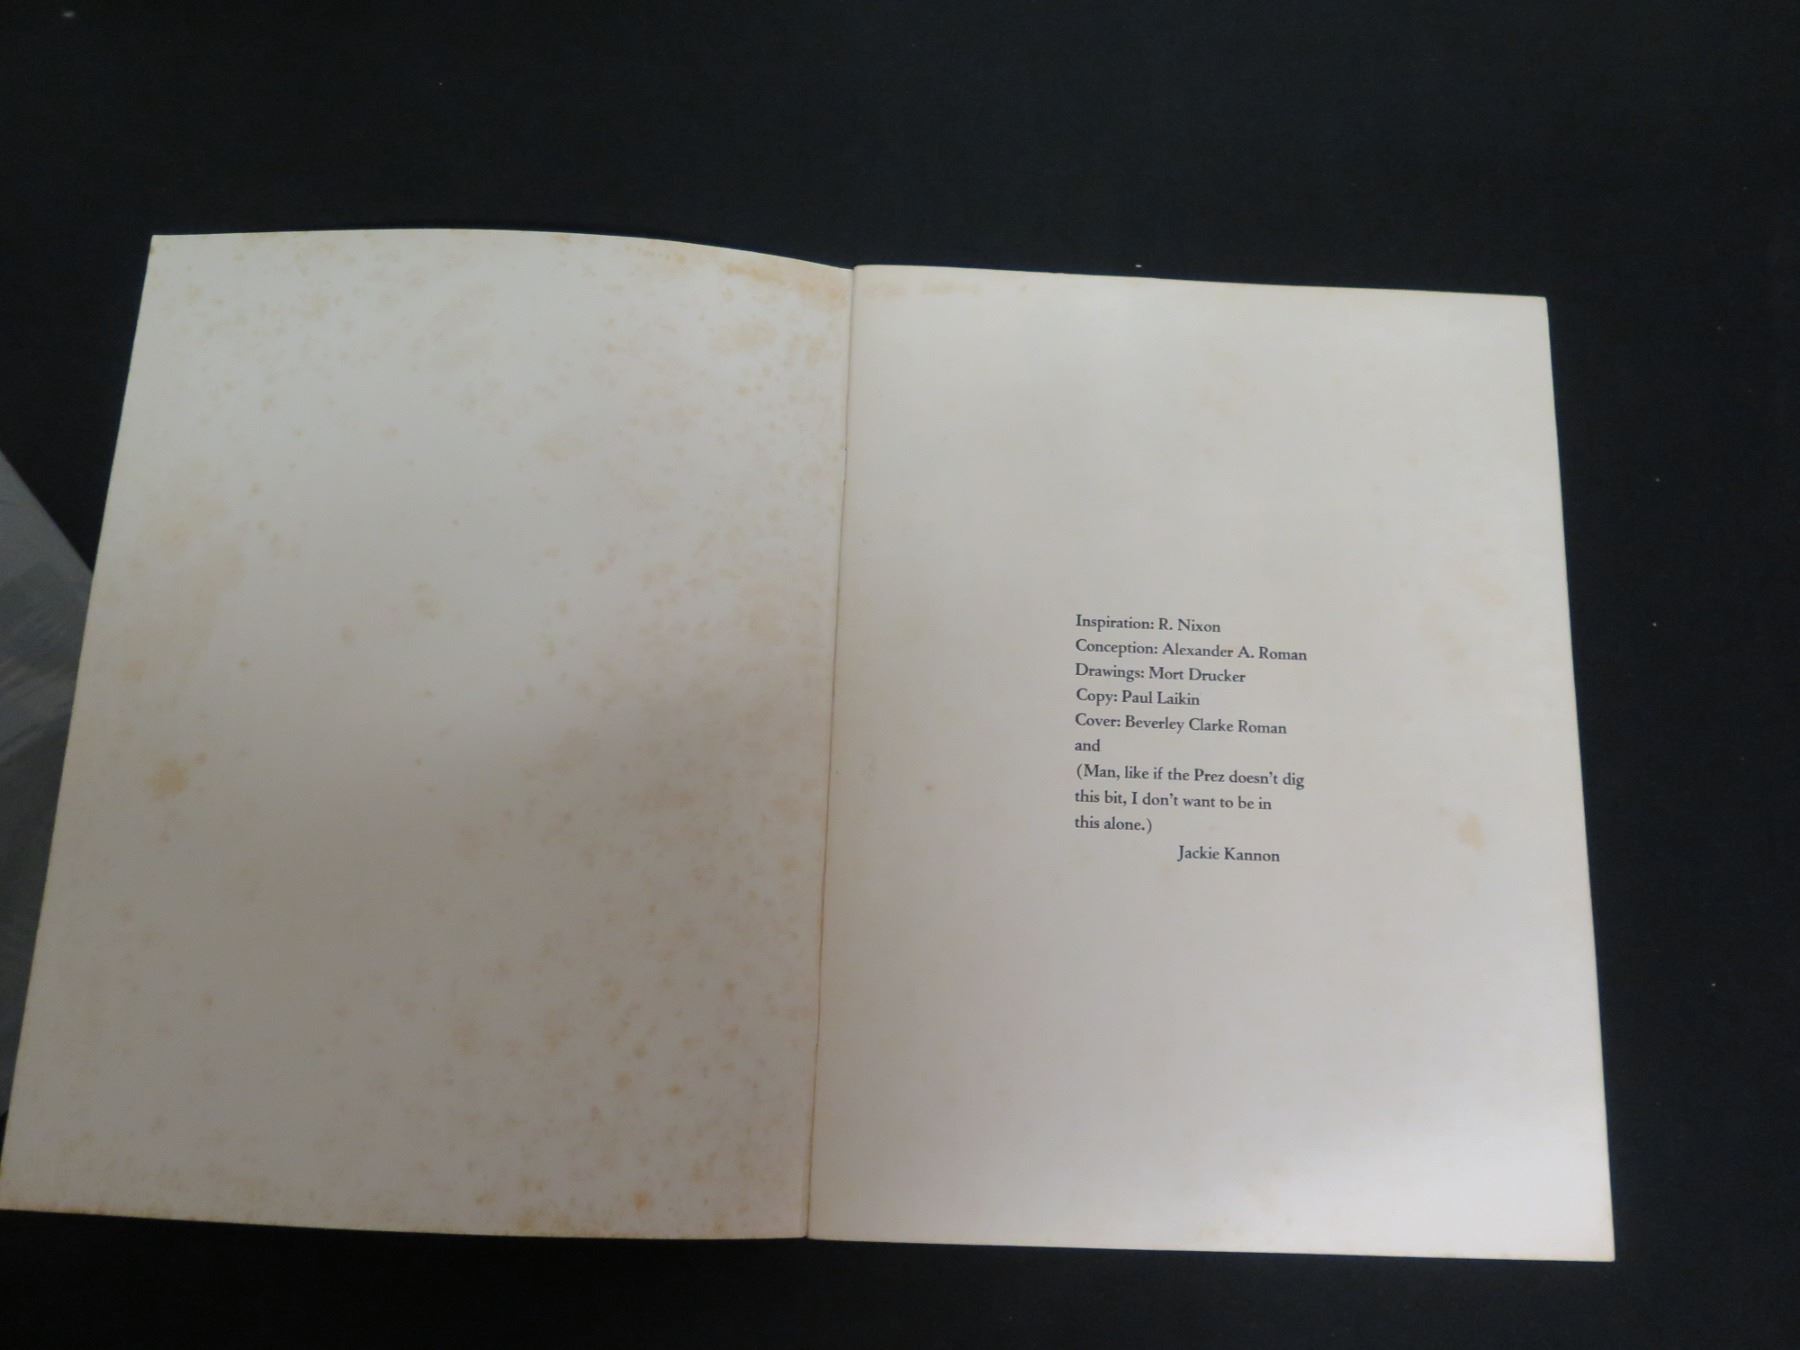 Inspiration: R. Nixon
Conception: Alexander A. Roman
Drawings: Mort Drucker
Copy: Paul Laikin
Cover: Beverley Clarke Roman
and
(Man, like if the Prez doesn't dig
this bit, I don't want to be in
this alone.)
Jackie Kannon